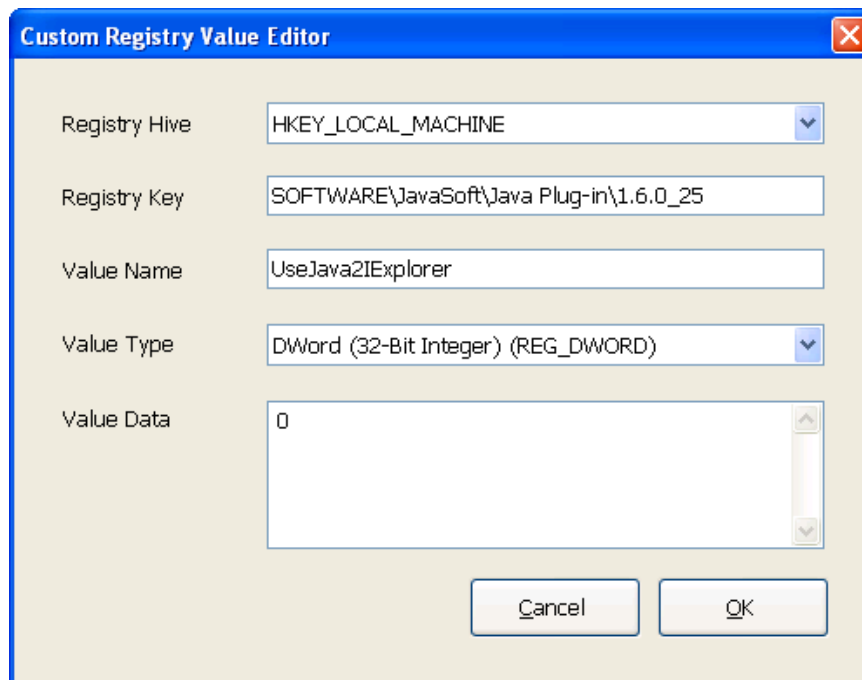 Custom Registry Value Editor
Registry Hive HKEY_LOCAL_MACHINE
Registry Key SOFTWARE\JavaSoft\Java Plug-in\1.6.0_25
Value Name UseJava2IExplorer
Value Type DWord (32-Bit Integer) (REG_DWORD)
Value Data 0
Cancel OK